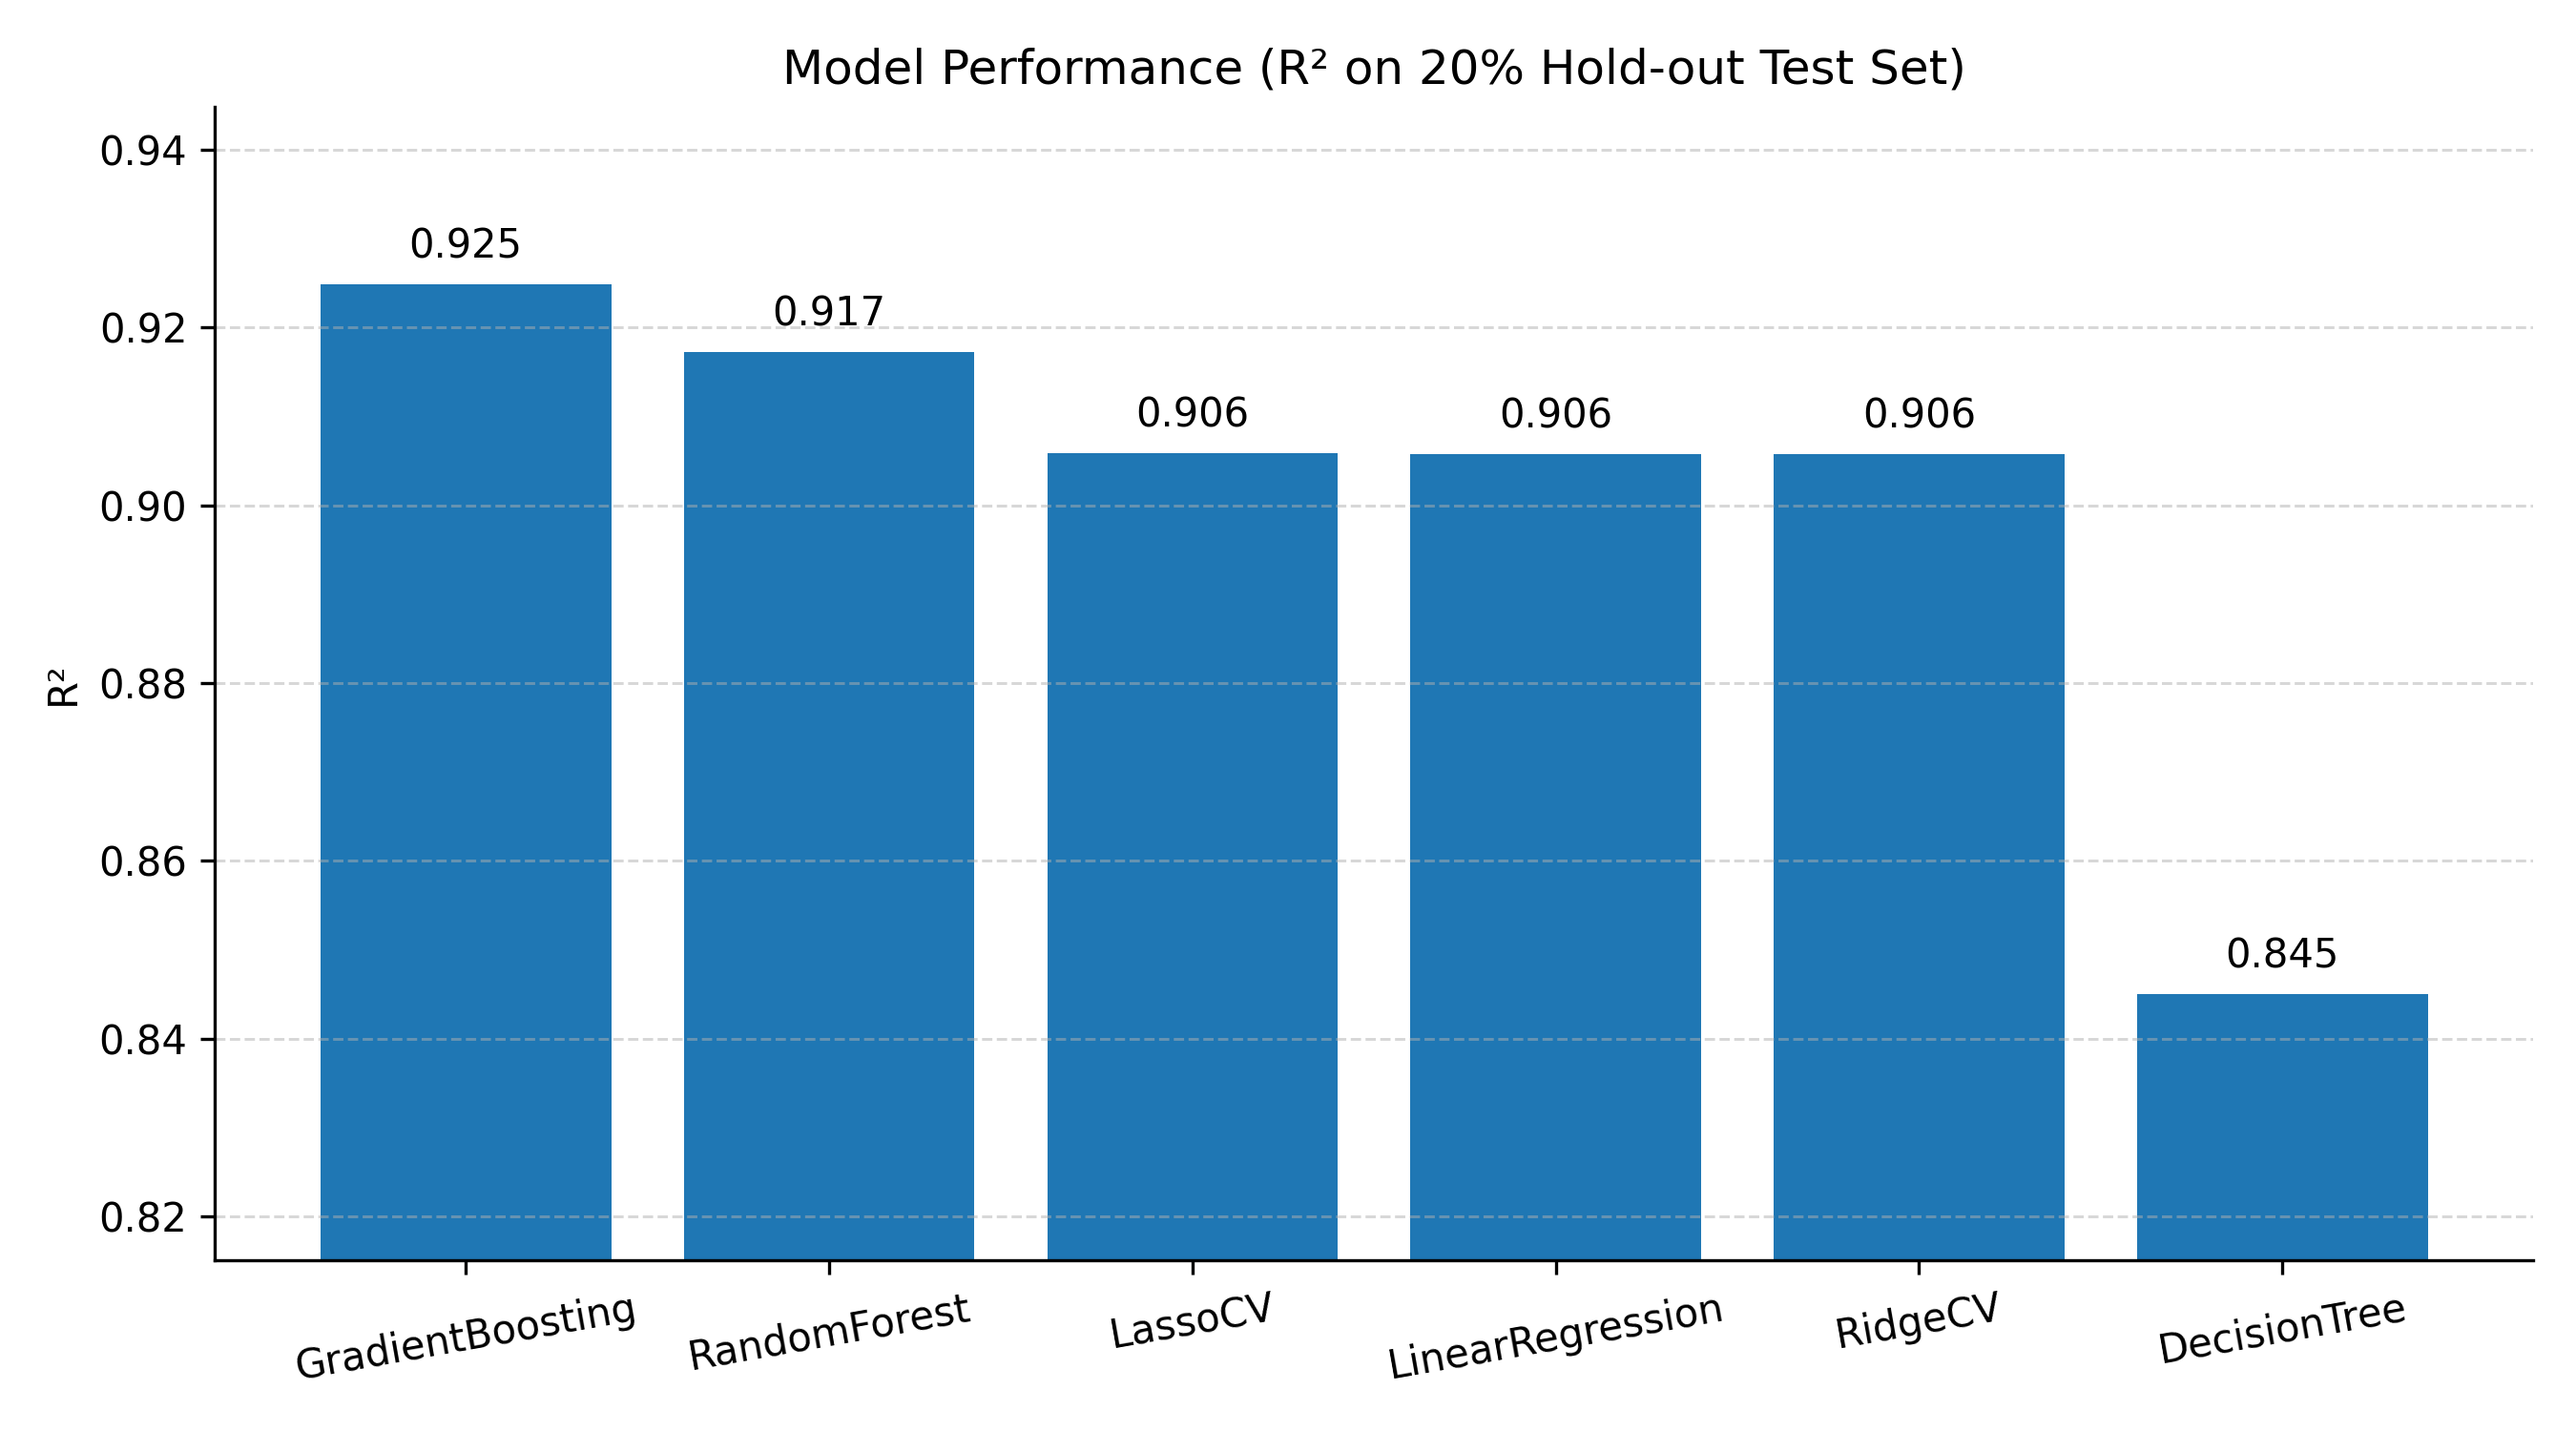 Model Performance (R² on 20% Hold-out Test Set)
R²
0.94
0.92
0.90
0.88
0.86
0.84
0.82
0.925
0.917
0.906
0.906
0.906
0.845
GradientBoosting
RandomForest
LassoCV
LinearRegression
RidgeCV
DecisionTree